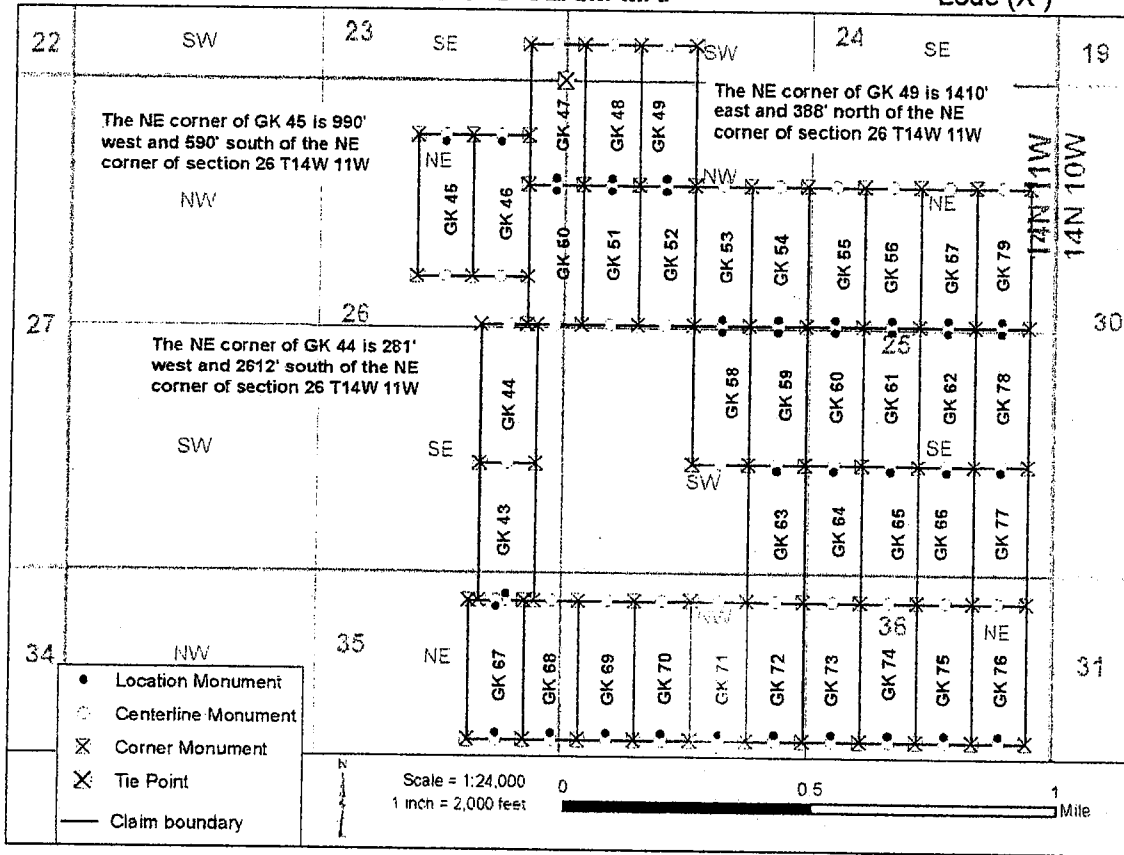 Lode (X )
22 SW 23 SE SW 24 SE 19
The NE corner of GK 45 is 990'
west and 590' south of the NE
corner of section 26 T14W 11W
The NE corner of GK 49 is 1410'
east and 388' north of the NE
corner of section 26 T14W 11W
GK 47
GK 48
GK 49
14N 11W
14N 10W
NE
NW
NW
NE
GK 45
GK 46
GK 50
GK 51
GK 52
GK 53
GK 54
GK 55
GK 56
GK 57
GK 79
27 26 25 30
The NE corner of GK 44 is 281'
west and 2612' south of the NE
corner of section 26 T14W 11W
GK 44
GK 58
GK 59
GK 60
GK 61
GK 62
GK 78
SW SE SW SE
GK 43
GK 63
GK 64
GK 65
GK 66
GK 77
34 NW 35 NE NW 36 NE 31
GK 67
GK 68
GK 69
GK 70
GK 71
GK 72
GK 73
GK 74
GK 75
GK 76
Location Monument
Centerline Monument
Corner Monument
Tie Point
Claim boundary
N
Scale = 1:24,000
1 inch = 2,000 feet
0 0 5 1
Mile